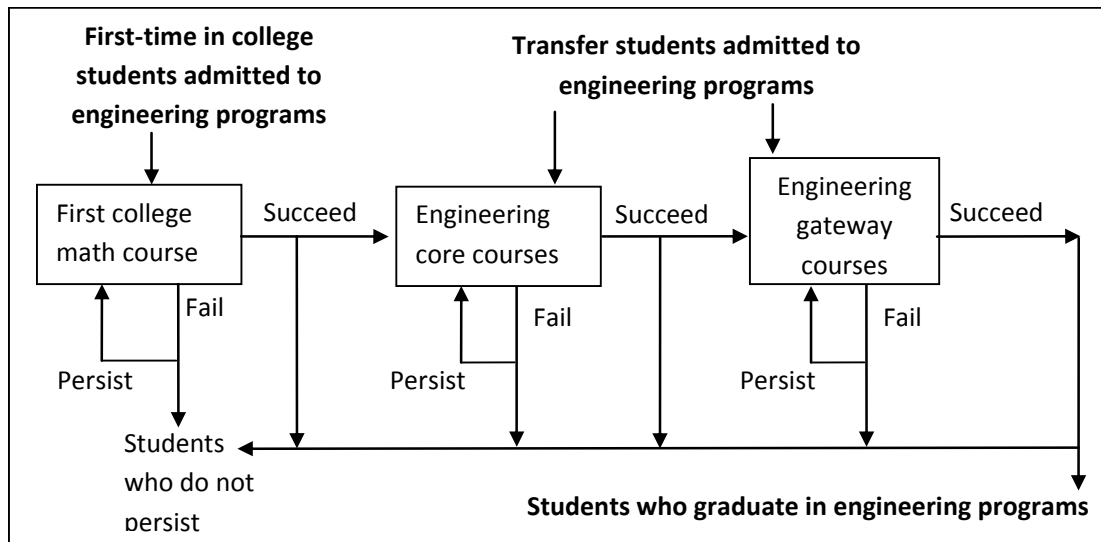 First-time in college
students admitted to
engineering programs
Transfer students admitted to
engineering programs
First college
math course
Succeed
Engineering
core courses
Succeed
Engineering
gateway
courses
Succeed
Fail
Persist
Fail
Persist
Fail
Persist
Students
who do not
persist
Students who graduate in engineering programs